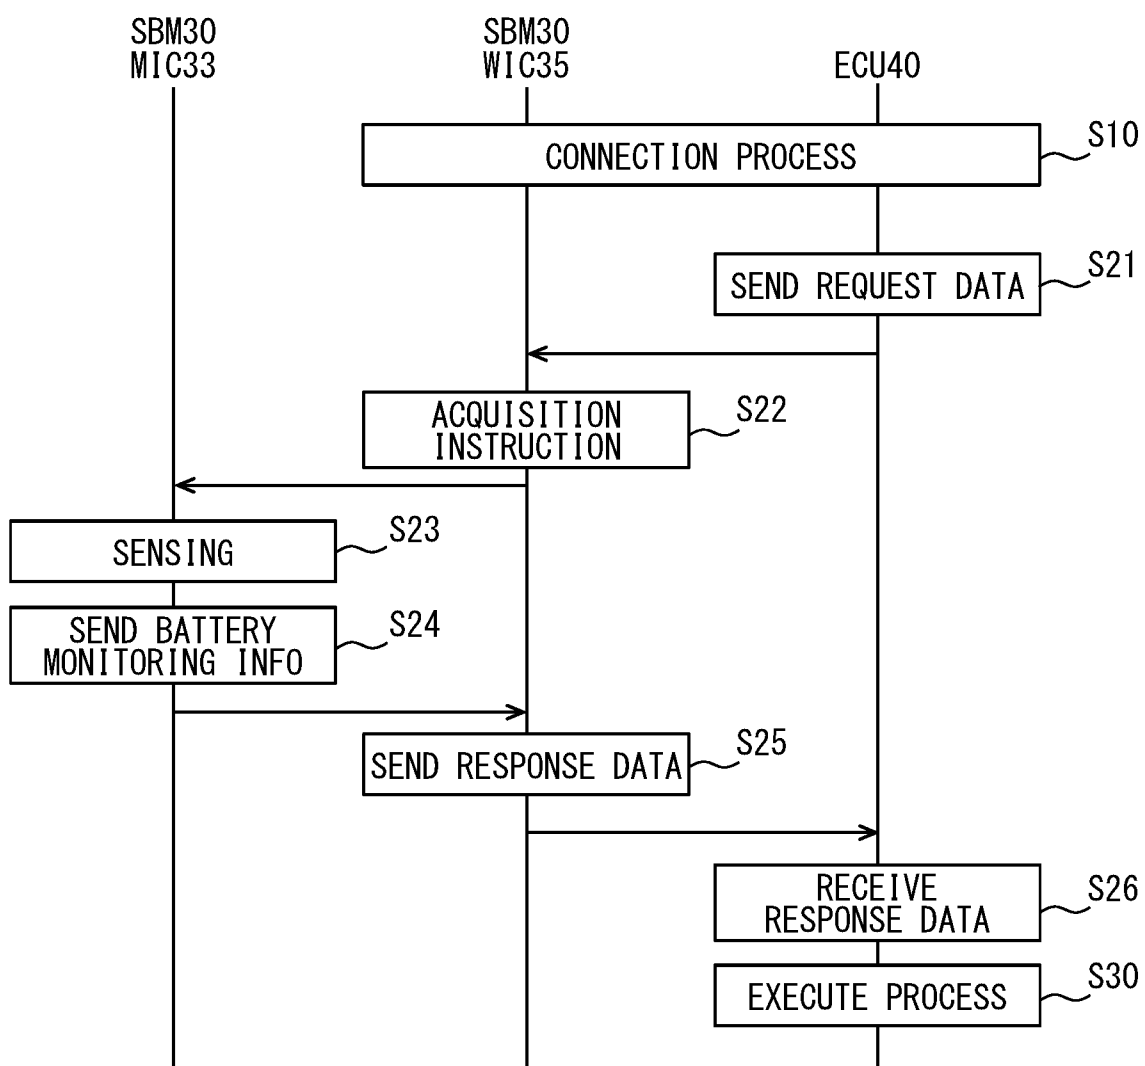 SBM30
MIC33
SBM30
WIC35
ECU40
CONNECTION PROCESS
S10
SEND REQUEST DATA
S21
ACQUISITION
INSTRUCTION
S22
SENSING
S23
SEND BATTERY
MONITORING INFO
S24
SEND RESPONSE DATA
S25
RECEIVE
RESPONSE DATA
S26
EXECUTE PROCESS
S30